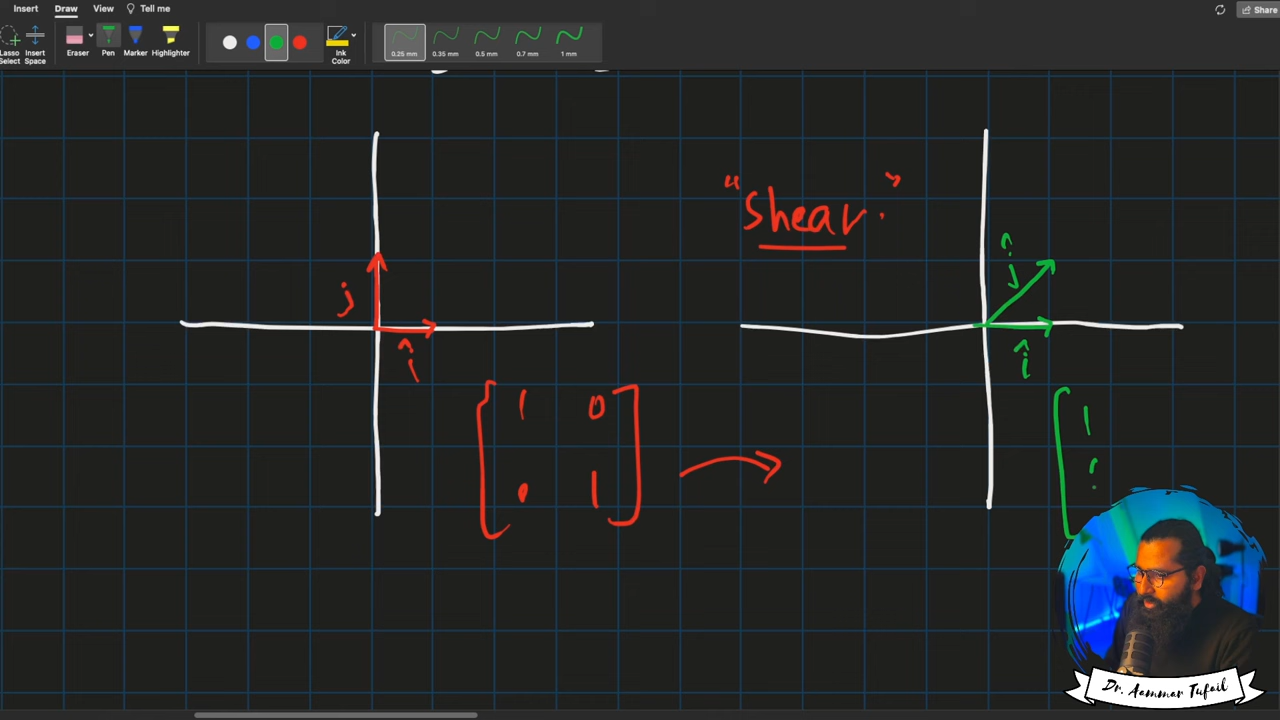 Insert Draw View Tell me
Share
Lasso Select
Insert Space
Eraser
Pen
Marker
Highlighter
Ink Color
0.25 mm
0.35 mm
0.5 mm
0.7 mm
1 mm
"Shear."
j
î
ĵ
î
1 0
0 1
1
Dr. Aammar Tufail